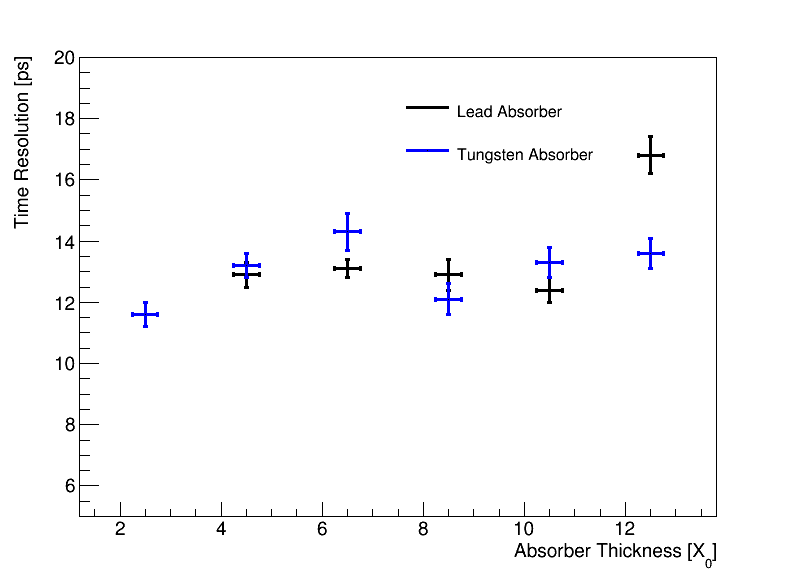 Time Resolution [ps]
20
18
16
14
12
10
8
6
Lead Absorber
Tungsten Absorber
2 4 6 8 10 12
Absorber Thickness [X₀]